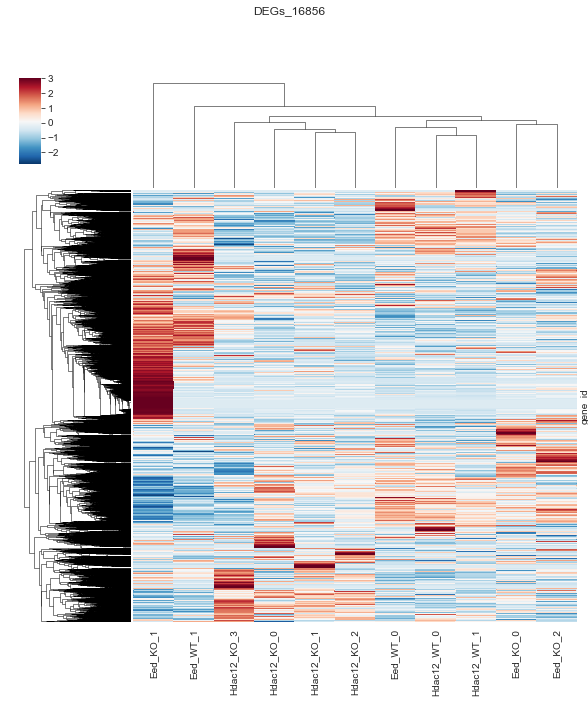 DEGs_16856
3
2
1
0
−1
−2
gene_id
Eed_KO_1
Eed_WT_1
Hdac12_KO_3
Hdac12_KO_0
Hdac12_KO_1
Hdac12_KO_2
Eed_WT_0
Hdac12_WT_0
Hdac12_WT_1
Eed_KO_0
Eed_KO_2